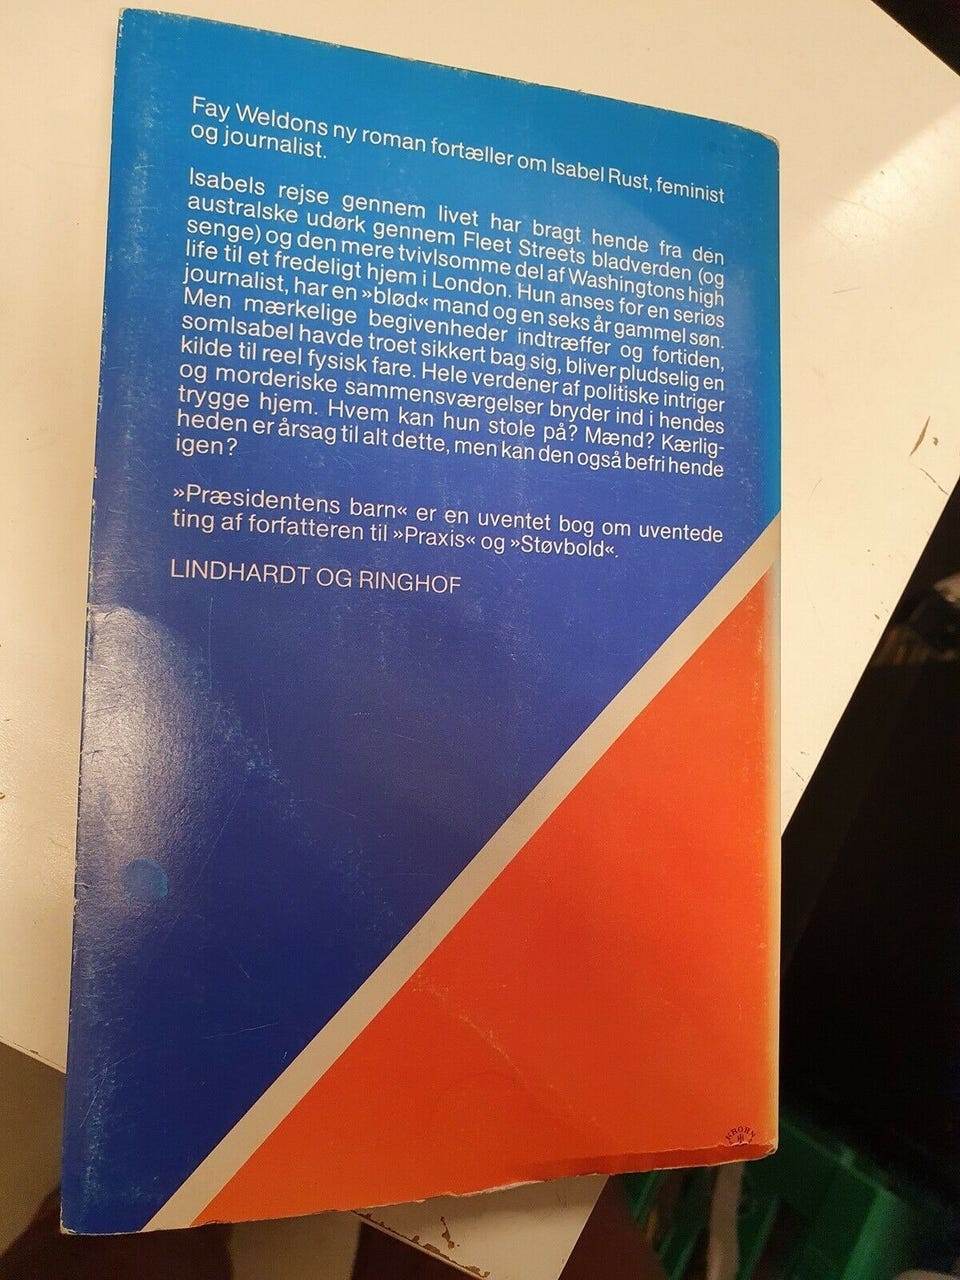 Fay Weldons ny roman fortæller om Isabel Rust, feminist
og journalist.
Isabels rejse gennem livet har bragt hende fra den
australske udørk gennem Fleet Streets bladverden (og
senge) og den mere tvivlsomme del af Washingtons high
life til et fredeligt hjem i London. Hun anses for en seriøs
journalist, har en »blød« mand og en seks år gammel søn.
Men mærkelige begivenheder indtræffer og fortiden,
somIsabel havde troet sikkert bag sig, bliver pludselig en
kilde til reel fysisk fare. Hele verdener af politiske intriger
og morderiske sammensværgelser bryder ind i hendes
trygge hjem. Hvem kan hun stole på? Mænd? Kærlig-
heden er årsag til alt dette, men kan den også befri hende
igen?
»Præsidentens barn« er en uventet bog om uventede
ting af forfatteren til »Praxis« og »Støvbold«.
LINDHARDT OG RINGHOF
KROHN